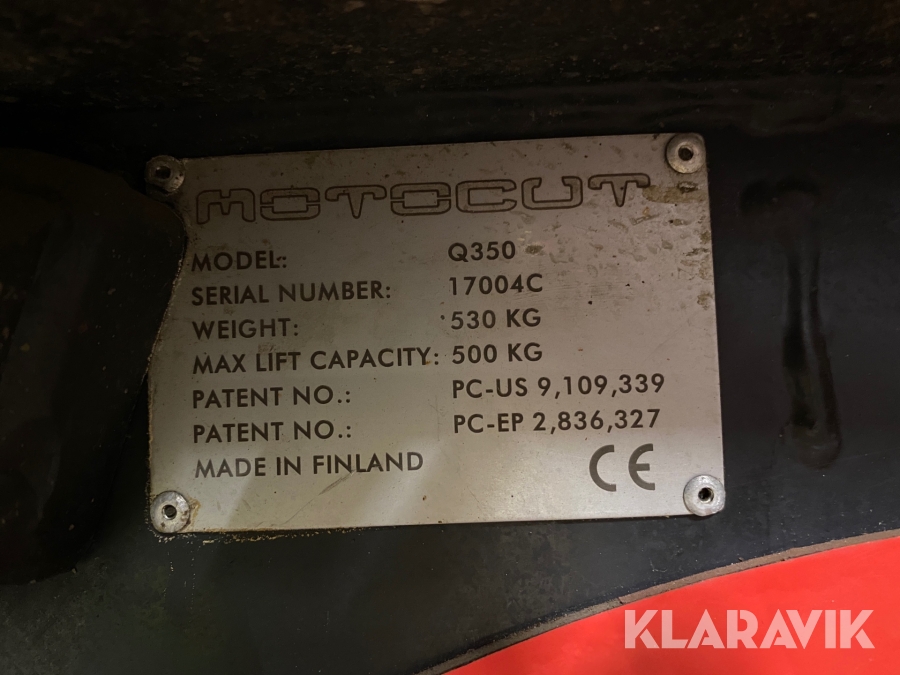 MOTOCUT
MODEL: Q350
SERIAL NUMBER: 17004C
WEIGHT: 530 KG
MAX LIFT CAPACITY: 500 KG
PATENT NO.: PC-US 9,109,339
PATENT NO.: PC-EP 2,836,327
MADE IN FINLAND CE
KLARAVIK